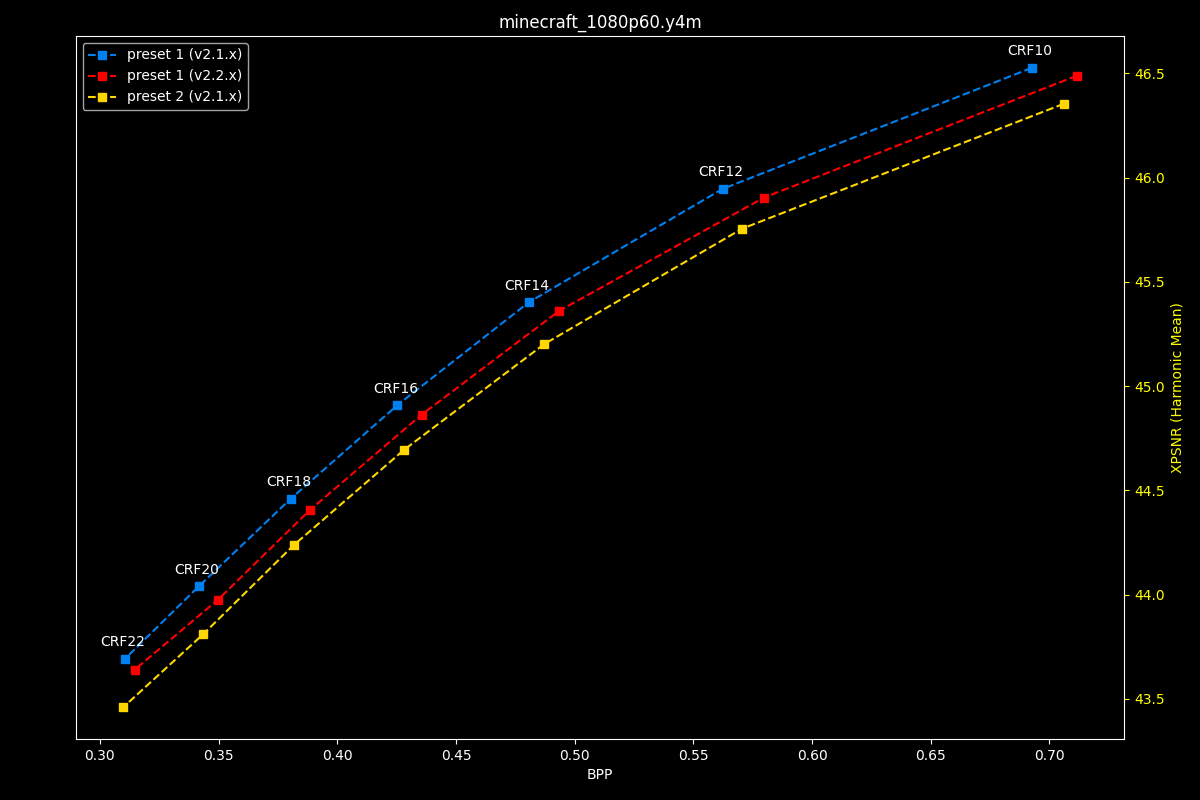 minecraft_1080p60.y4m
preset 1 (v2.1.x)
preset 1 (v2.2.x)
preset 2 (v2.1.x)
CRF10
CRF12
CRF14
CRF16
CRF18
CRF20
CRF22
46.5
46.0
45.5
45.0
44.5
44.0
43.5
XPSNR (Harmonic Mean)
0.30 0.35 0.40 0.45 0.50 0.55 0.60 0.65 0.70
BPP